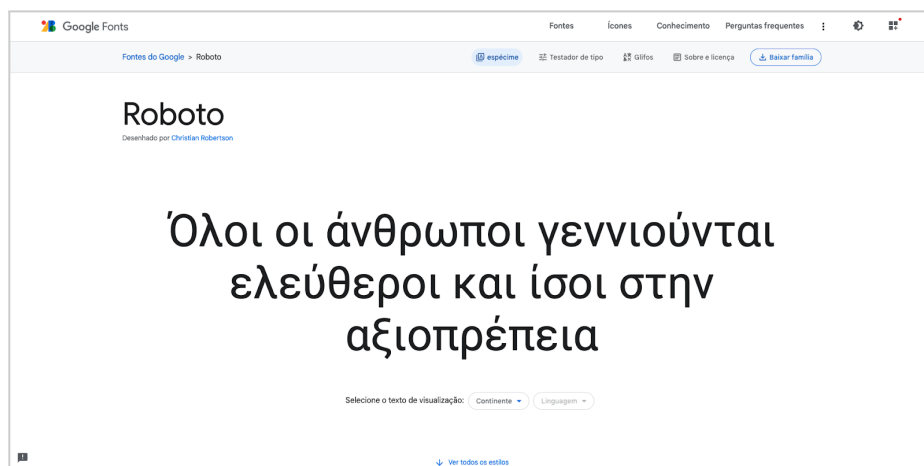 Google Fonts
Fontes Ícones Conhecimento Perguntas frequentes
Fontes do Google > Roboto
espécime Testador de tipo Glifos Sobre e licença Baixar família
Roboto
Desenhado por Christian Robertson
Όλοι οι άνθρωποι γεννιούνται
ελεύθεροι και ίσοι στην
αξιοπρέπεια
Selecione o texto de visualização: Continente Linguagem
Ver todos os estilos